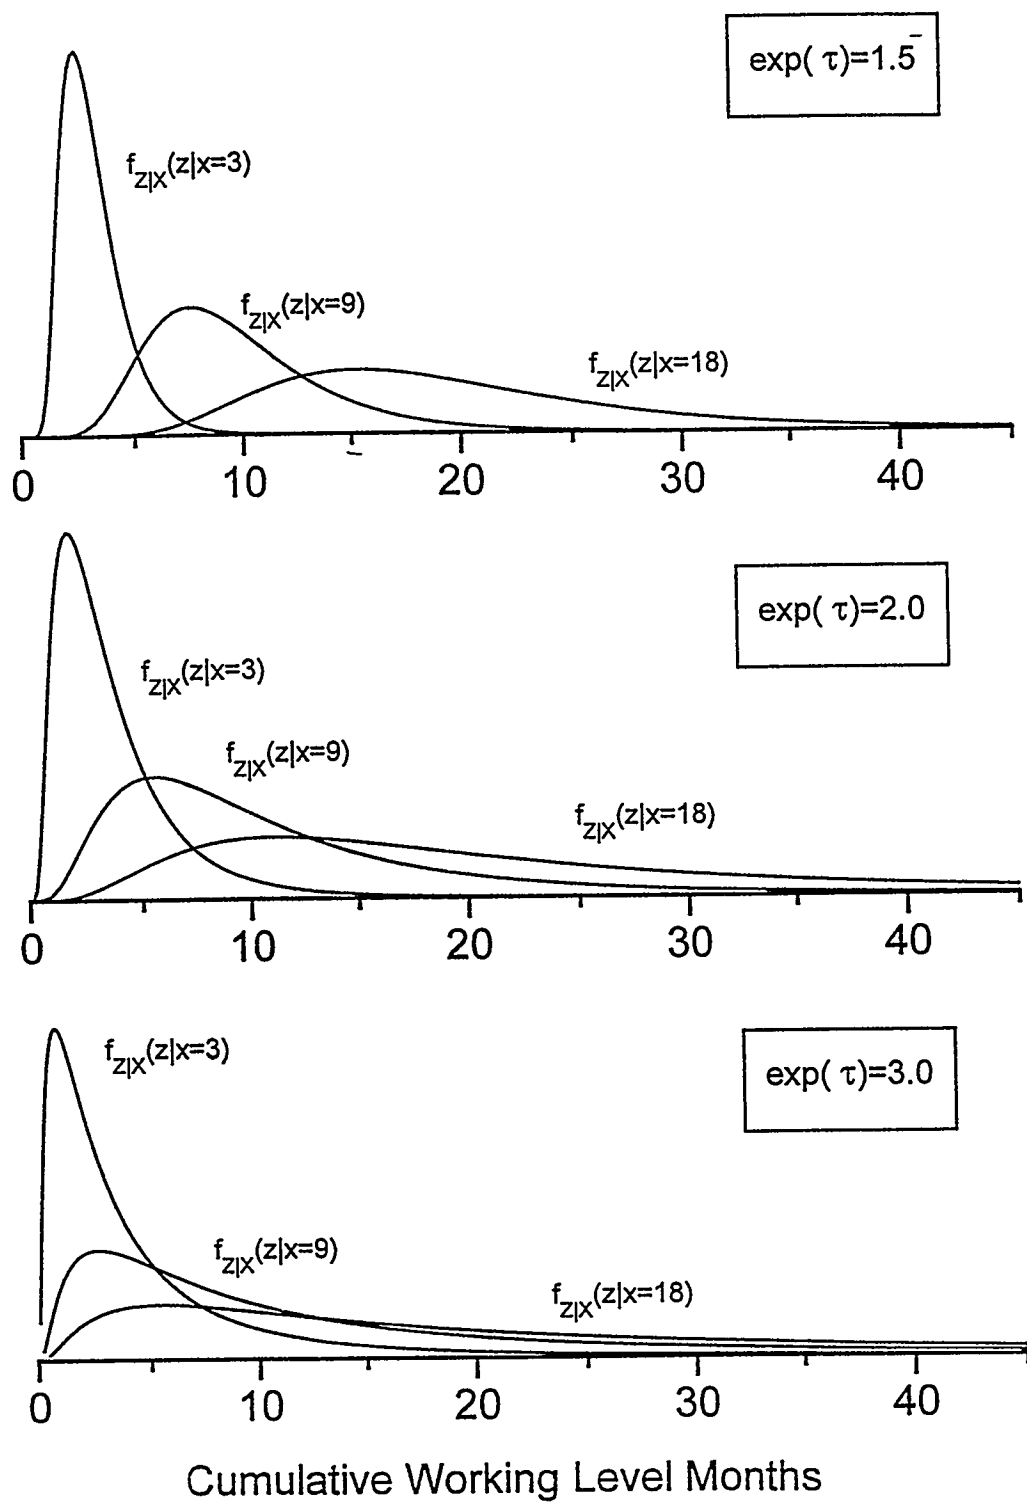 exp( τ)=1.5
f_Z|X(z|x=3)
f_Z|X(z|x=9)
f_Z|X(z|x=18)
0 10 20 30 40
exp( τ)=2.0
f_Z|X(z|x=3)
f_Z|X(z|x=9)
f_Z|X(z|x=18)
0 10 20 30 40
f_Z|X(z|x=3)
exp( τ)=3.0
f_Z|X(z|x=9)
f_Z|X(z|x=18)
0 10 20 30 40
Cumulative Working Level Months